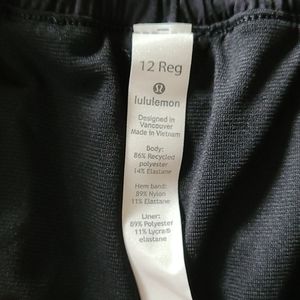 12 Reg
lululemon
Designed in
Vancouver
Made in Vietnam
Body:
86% Recycled
polyester
14% Elastane
Hem band:
89% Nylon
11% Elastane
Liner:
89% Polyester
11% Lycra®
elastane